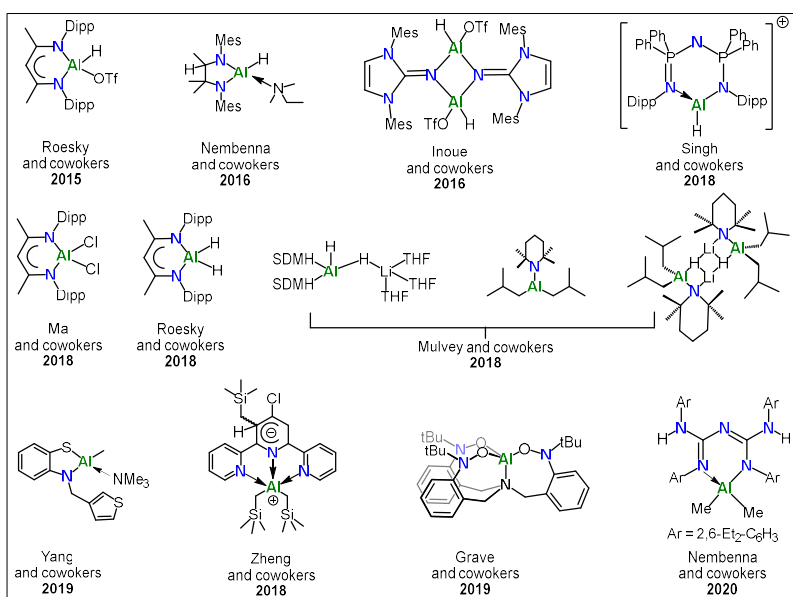 Dipp
N
H
Al
OTf
N
Dipp
Roesky
and cowokers
2015
Mes
H
N
H
Al
N
N
Mes
Nembenna
and cowokers
2016
Mes
N
N
Mes
H
OTf
Al
N
N
Al
TfO
H
Mes
N
N
Mes
Inoue
and cowokers
2016
⊕
Ph
Ph
N
Ph
Ph
P
P
N
N
Dipp
Al
Dipp
H
Singh
and cowokers
2018
Dipp
N
Cl
Al
Cl
N
Dipp
Ma
and cowokers
2018
Dipp
N
H
Al
H
N
Dipp
Roesky
and cowokers
2018
H
SDMH
Al
H
SDMH
Li
THF
THF
THF
N
Al
N
Li
Al
H
H
H
H
Al
Li
N
Mulvey and cowokers
2018
S
Al
N
NMe3
S
Yang
and cowokers
2019
Si
Cl
H
⊖
N
N
N
Al
⊕
Si
Si
Zheng
and cowokers
2018
tBu
N
O
tBu
N
O
Al
O
N
tBu
N
Grave
and cowokers
2019
Ar
Ar
H
N
N
N
H
N
N
Ar
Ar
Al
Me
Me
Ar = 2,6-Et2-C6H3
Nembenna
and cowokers
2020